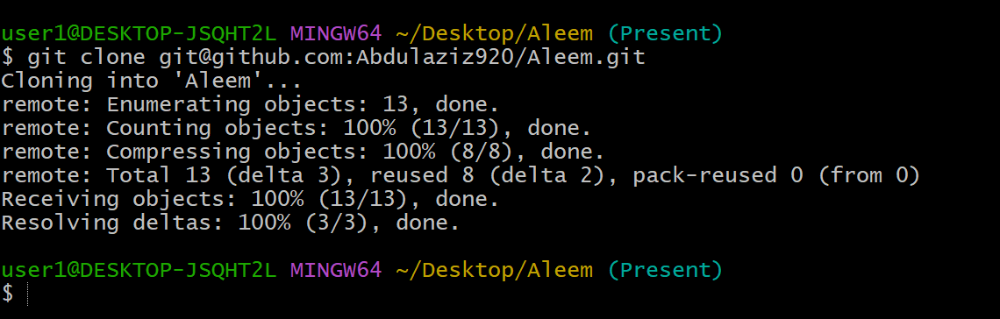 user1@DESKTOP-JSQHT2L MINGW64 ~/Desktop/Aleem (Present)
$ git clone git@github.com:Abdulaziz920/Aleem.git
Cloning into 'Aleem'...
remote: Enumerating objects: 13, done.
remote: Counting objects: 100% (13/13), done.
remote: Compressing objects: 100% (8/8), done.
remote: Total 13 (delta 3), reused 8 (delta 2), pack-reused 0 (from 0)
Receiving objects: 100% (13/13), done.
Resolving deltas: 100% (3/3), done.
user1@DESKTOP-JSQHT2L MINGW64 ~/Desktop/Aleem (Present)
$